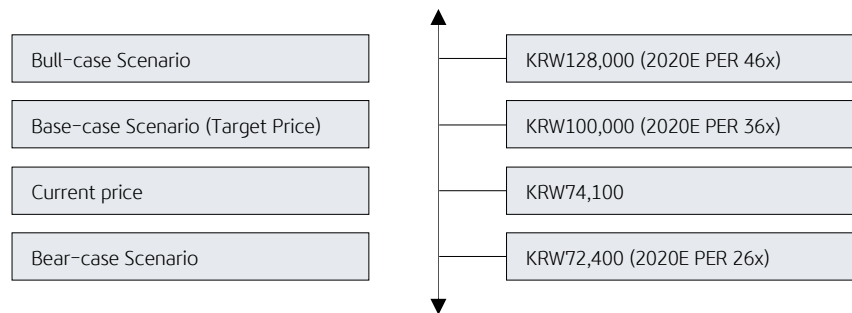 Bull-case Scenario
KRW128,000 (2020E PER 46x)
Base-case Scenario (Target Price)
KRW100,000 (2020E PER 36x)
Current price
KRW74,100
Bear-case Scenario
KRW72,400 (2020E PER 26x)